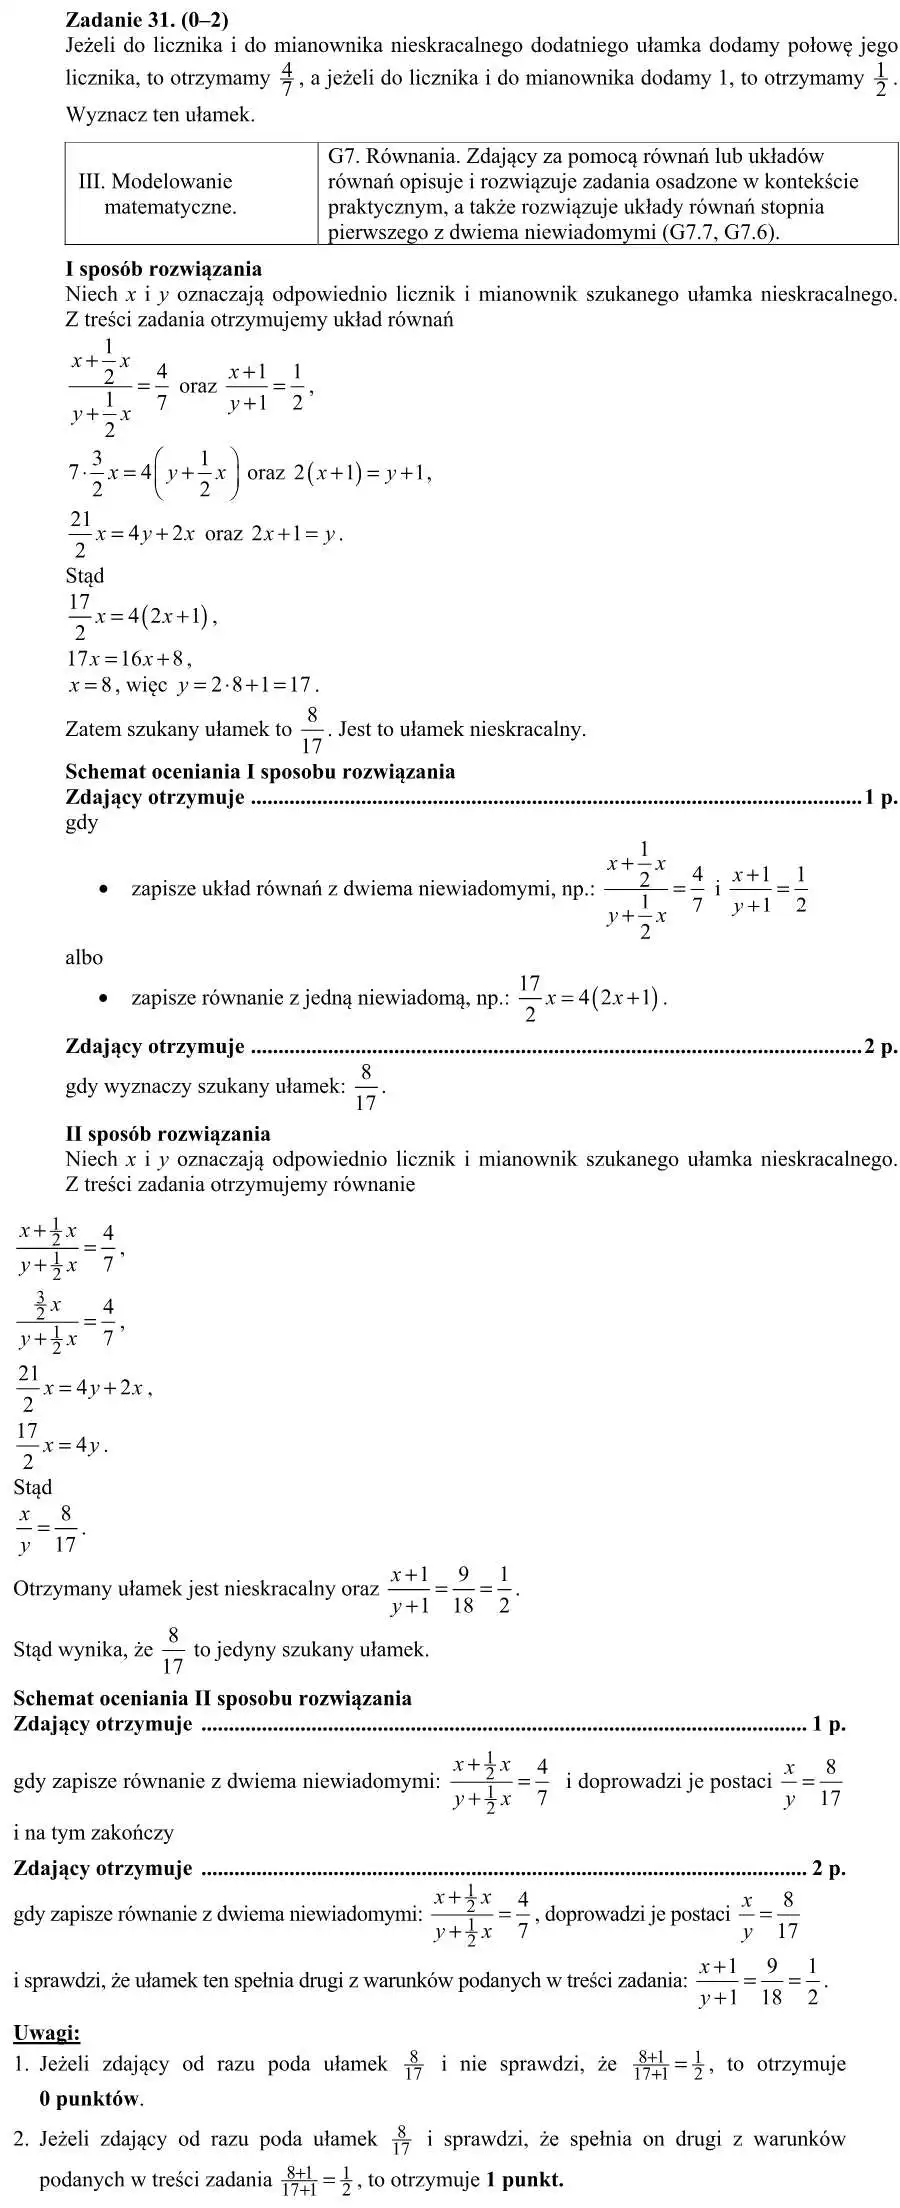 Zadanie 31. (0–2)
Jeżeli do licznika i do mianownika nieskracalnego dodatniego ułamka dodamy połowę jego
licznika, to otrzymamy 4/7, a jeżeli do licznika i do mianownika dodamy 1, to otrzymamy 1/2.
Wyznacz ten ułamek.
III. Modelowanie
matematyczne.
G7. Równania. Zdający za pomocą równań lub układów
równań opisuje i rozwiązuje zadania osadzone w kontekście
praktycznym, a także rozwiązuje układy równań stopnia
pierwszego z dwiema niewiadomymi (G7.7, G7.6).
I sposób rozwiązania
Niech x i y oznaczają odpowiednio licznik i mianownik szukanego ułamka nieskracalnego.
Z treści zadania otrzymujemy układ równań
(x + 1/2 x)/(y + 1/2 x) = 4/7 oraz (x+1)/(y+1) = 1/2,
7 · 3/2 x = 4(y + 1/2 x) oraz 2(x+1) = y+1,
21/2 x = 4y + 2x oraz 2x+1 = y.
Stąd
17/2 x = 4(2x+1),
17x = 16x + 8,
x = 8, więc y = 2·8+1 = 17.
Zatem szukany ułamek to 8/17. Jest to ułamek nieskracalny.
Schemat oceniania I sposobu rozwiązania
Zdający otrzymuje ........................................ 1 p.
gdy
• zapisze układ równań z dwiema niewiadomymi, np.: (x + 1/2 x)/(y + 1/2 x) = 4/7 i (x+1)/(y+1) = 1/2
albo
• zapisze równanie z jedną niewiadomą, np.: 17/2 x = 4(2x+1).
Zdający otrzymuje ........................................ 2 p.
gdy wyznaczy szukany ułamek: 8/17.
II sposób rozwiązania
Niech x i y oznaczają odpowiednio licznik i mianownik szukanego ułamka nieskracalnego.
Z treści zadania otrzymujemy równanie
(x + 1/2 x)/(y + 1/2 x) = 4/7,
(3/2 x)/(y + 1/2 x) = 4/7,
21/2 x = 4y + 2x,
17/2 x = 4y.
Stąd
x/y = 8/17.
Otrzymany ułamek jest nieskracalny oraz (x+1)/(y+1) = 9/18 = 1/2.
Stąd wynika, że 8/17 to jedyny szukany ułamek.
Schemat oceniania II sposobu rozwiązania
Zdający otrzymuje ........................................ 1 p.
gdy zapisze równanie z dwiema niewiadomymi: (x + 1/2 x)/(y + 1/2 x) = 4/7 i doprowadzi je postaci x/y = 8/17
i na tym zakończy
Zdający otrzymuje ........................................ 2 p.
gdy zapisze równanie z dwiema niewiadomymi: (x + 1/2 x)/(y + 1/2 x) = 4/7, doprowadzi je postaci x/y = 8/17
i sprawdzi, że ułamek ten spełnia drugi z warunków podanych w treści zadania: (x+1)/(y+1) = 9/18 = 1/2.
Uwagi:
1. Jeżeli zdający od razu poda ułamek 8/17 i nie sprawdzi, że (8+1)/(17+1) = 1/2, to otrzymuje
0 punktów.
2. Jeżeli zdający od razu poda ułamek 8/17 i sprawdzi, że spełnia on drugi z warunków
podanych w treści zadania (8+1)/(17+1) = 1/2, to otrzymuje 1 punkt.